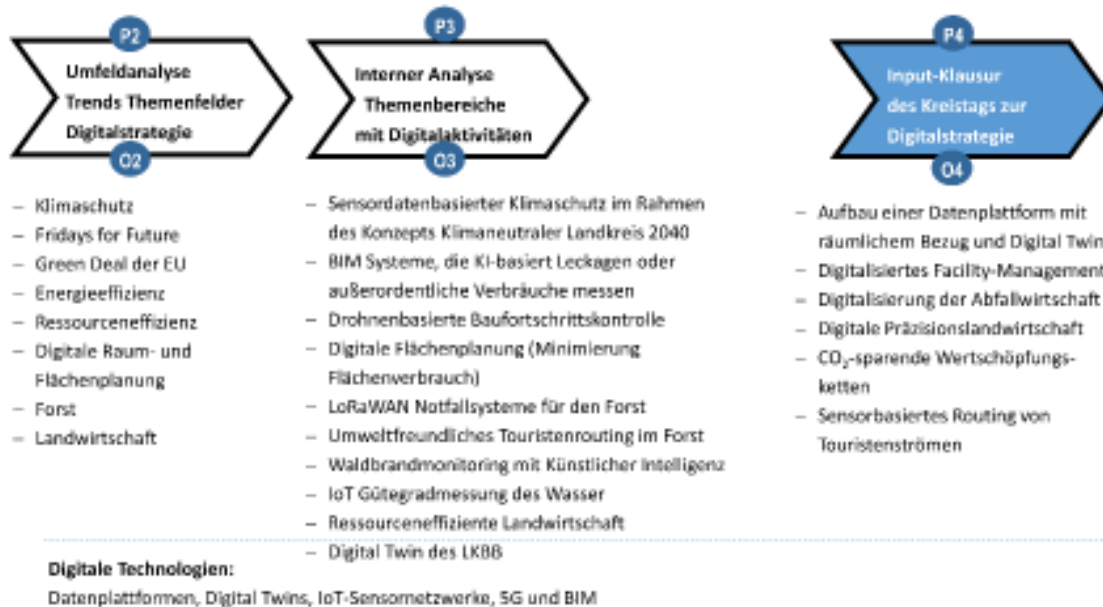 P2
Umfeldanalyse
Trends Themenfelder
Digitalstrategie
O2
– Klimaschutz
– Fridays for Future
– Green Deal der EU
– Energieeffizienz
– Ressourceneffizienz
– Digitale Raum- und
Flächenplanung
– Forst
– Landwirtschaft
P3
Interner Analyse
Themenbereiche
mit Digitalaktivitäten
O3
– Sensordatenbasierter Klimaschutz im Rahmen
des Konzepts Klimaneutraler Landkreis 2040
– BIM Systeme, die KI-basiert Leckagen oder
außerordentliche Verbräuche messen
– Drohnenbasierte Baufortschrittskontrolle
– Digitale Flächenplanung (Minimierung
Flächenverbrauch)
– LoRaWAN Notfallsysteme für den Forst
– Umweltfreundliches Touristenrouting im Forst
– Waldbrandmonitoring mit Künstlicher Intelligenz
– IoT Gütegradmessung des Wasser
– Ressourceneffiziente Landwirtschaft
– Digital Twin des LKBB
P4
Input-Klausur
des Kreistags zur
Digitalstrategie
O4
– Aufbau einer Datenplattform mit
räumlichem Bezug und Digital Twin
– Digitalisiertes Facility-Management
– Digitalisierung der Abfallwirtschaft
– Digitale Präzisionslandwirtschaft
– CO₂-sparende Wertschöpfungs-
ketten
– Sensorbasiertes Routing von
Touristenströmen
Digitale Technologien:
Datenplattformen, Digital Twins, IoT-Sensornetzwerke, 5G und BIM